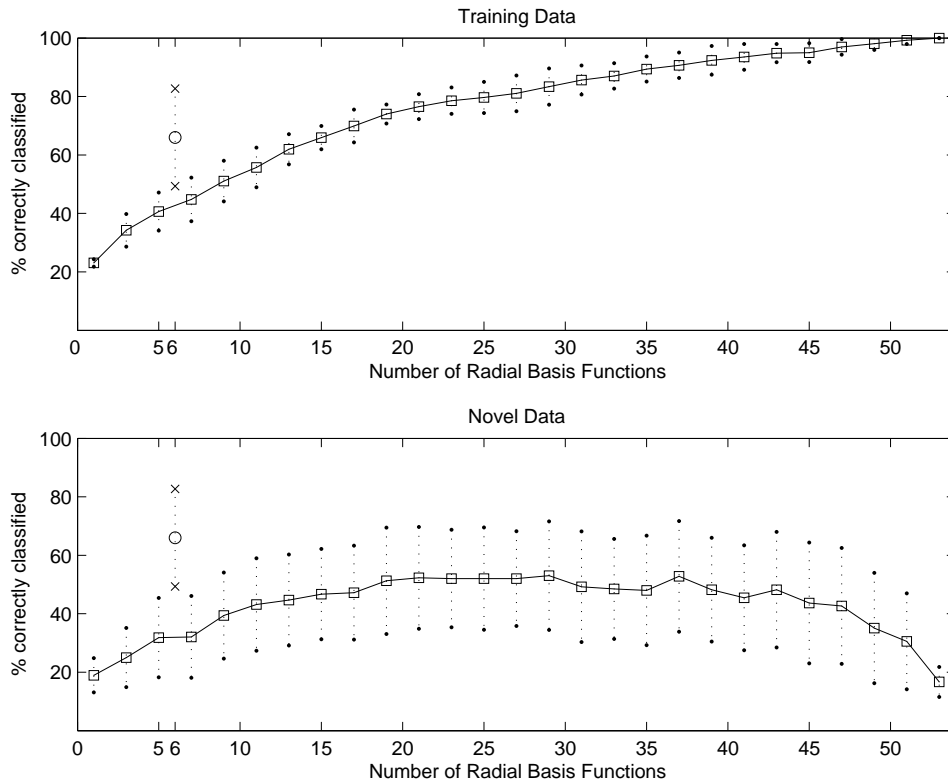 Training Data
% correctly classified
100
80
60
40
20
0 5 6 10 15 20 25 30 35 40 45 50
Number of Radial Basis Functions
Novel Data
% correctly classified
100
80
60
40
20
0 5 6 10 15 20 25 30 35 40 45 50
Number of Radial Basis Functions